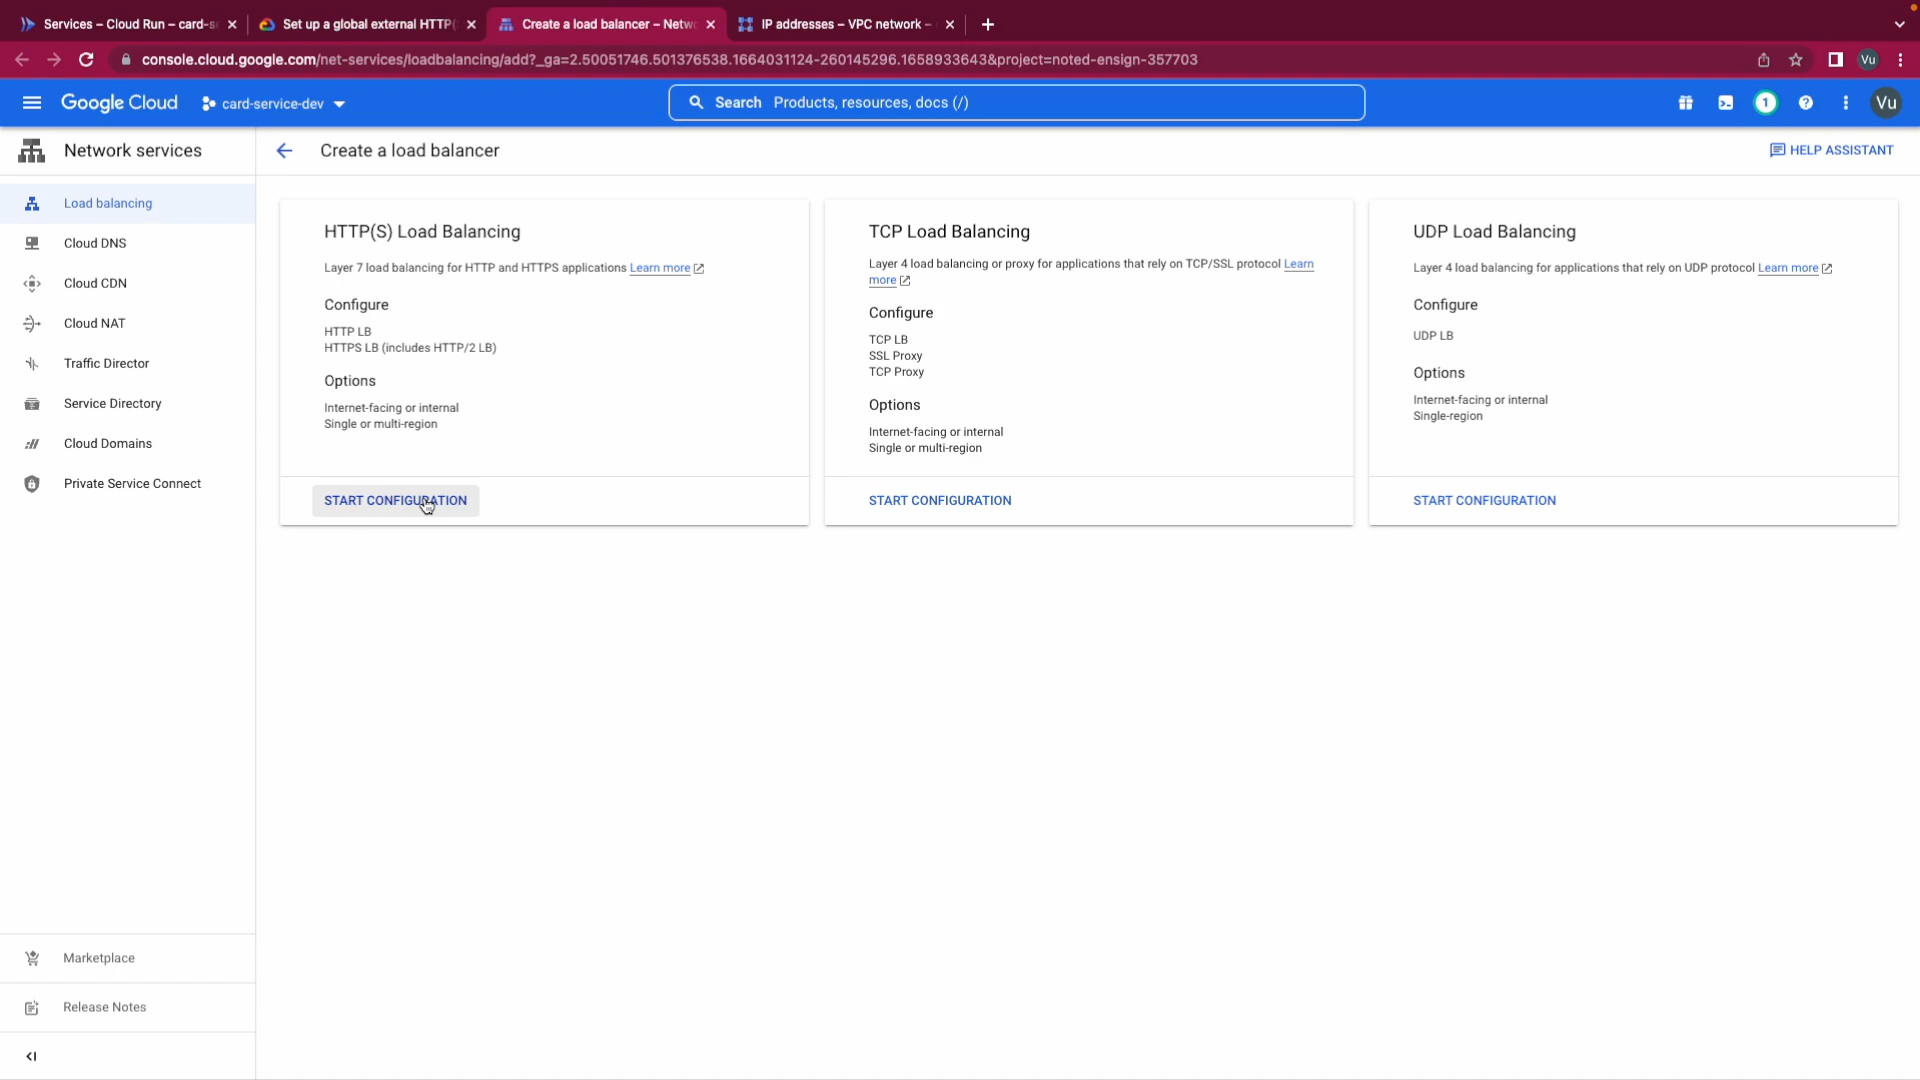 Services – Cloud Run – card-s
Set up a global external HTTP(
Create a load balancer – Netw
IP addresses – VPC network –
console.cloud.google.com/net-services/loadbalancing/add?_ga=2.50051746.501376538.1664031124-260145296.1658933643&project=noted-ensign-357703
Vu
Google Cloud
card-service-dev
Search Products, resources, docs (/)
1
Vu
Network services
Create a load balancer
HELP ASSISTANT
Load balancing
Cloud DNS
Cloud CDN
Cloud NAT
Traffic Director
Service Directory
Cloud Domains
Private Service Connect
HTTP(S) Load Balancing
Layer 7 load balancing for HTTP and HTTPS applications Learn more
Configure
HTTP LB
HTTPS LB (includes HTTP/2 LB)
Options
Internet-facing or internal
Single or multi-region
START CONFIGURATION
TCP Load Balancing
Layer 4 load balancing or proxy for applications that rely on TCP/SSL protocol Learn
more
Configure
TCP LB
SSL Proxy
TCP Proxy
Options
Internet-facing or internal
Single or multi-region
START CONFIGURATION
UDP Load Balancing
Layer 4 load balancing for applications that rely on UDP protocol Learn more
Configure
UDP LB
Options
Internet-facing or internal
Single-region
START CONFIGURATION
Marketplace
Release Notes